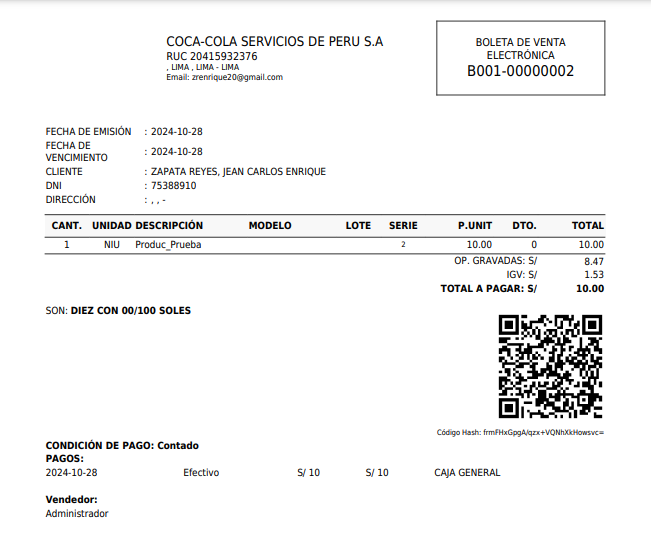 COCA-COLA SERVICIOS DE PERU S.A
RUC 20415932376
, LIMA , LIMA - LIMA
Email: zrenrique20@gmail.com
BOLETA DE VENTA
ELECTRÓNICA
B001-00000002
FECHA DE EMISIÓN : 2024-10-28
FECHA DE
VENCIMIENTO : 2024-10-28
CLIENTE : ZAPATA REYES, JEAN CARLOS ENRIQUE
DNI : 75388910
DIRECCIÓN : , , -
CANT. UNIDAD DESCRIPCIÓN MODELO LOTE SERIE P.UNIT DTO. TOTAL
1 NIU Produc_Prueba 2 10.00 0 10.00
OP. GRAVADAS: S/ 8.47
IGV: S/ 1.53
TOTAL A PAGAR: S/ 10.00
SON: DIEZ CON 00/100 SOLES
Código Hash: frmFHxGpgA/qzx+VQNhXkHowsvc=
CONDICIÓN DE PAGO: Contado
PAGOS:
2024-10-28 Efectivo S/ 10 S/ 10 CAJA GENERAL
Vendedor:
Administrador